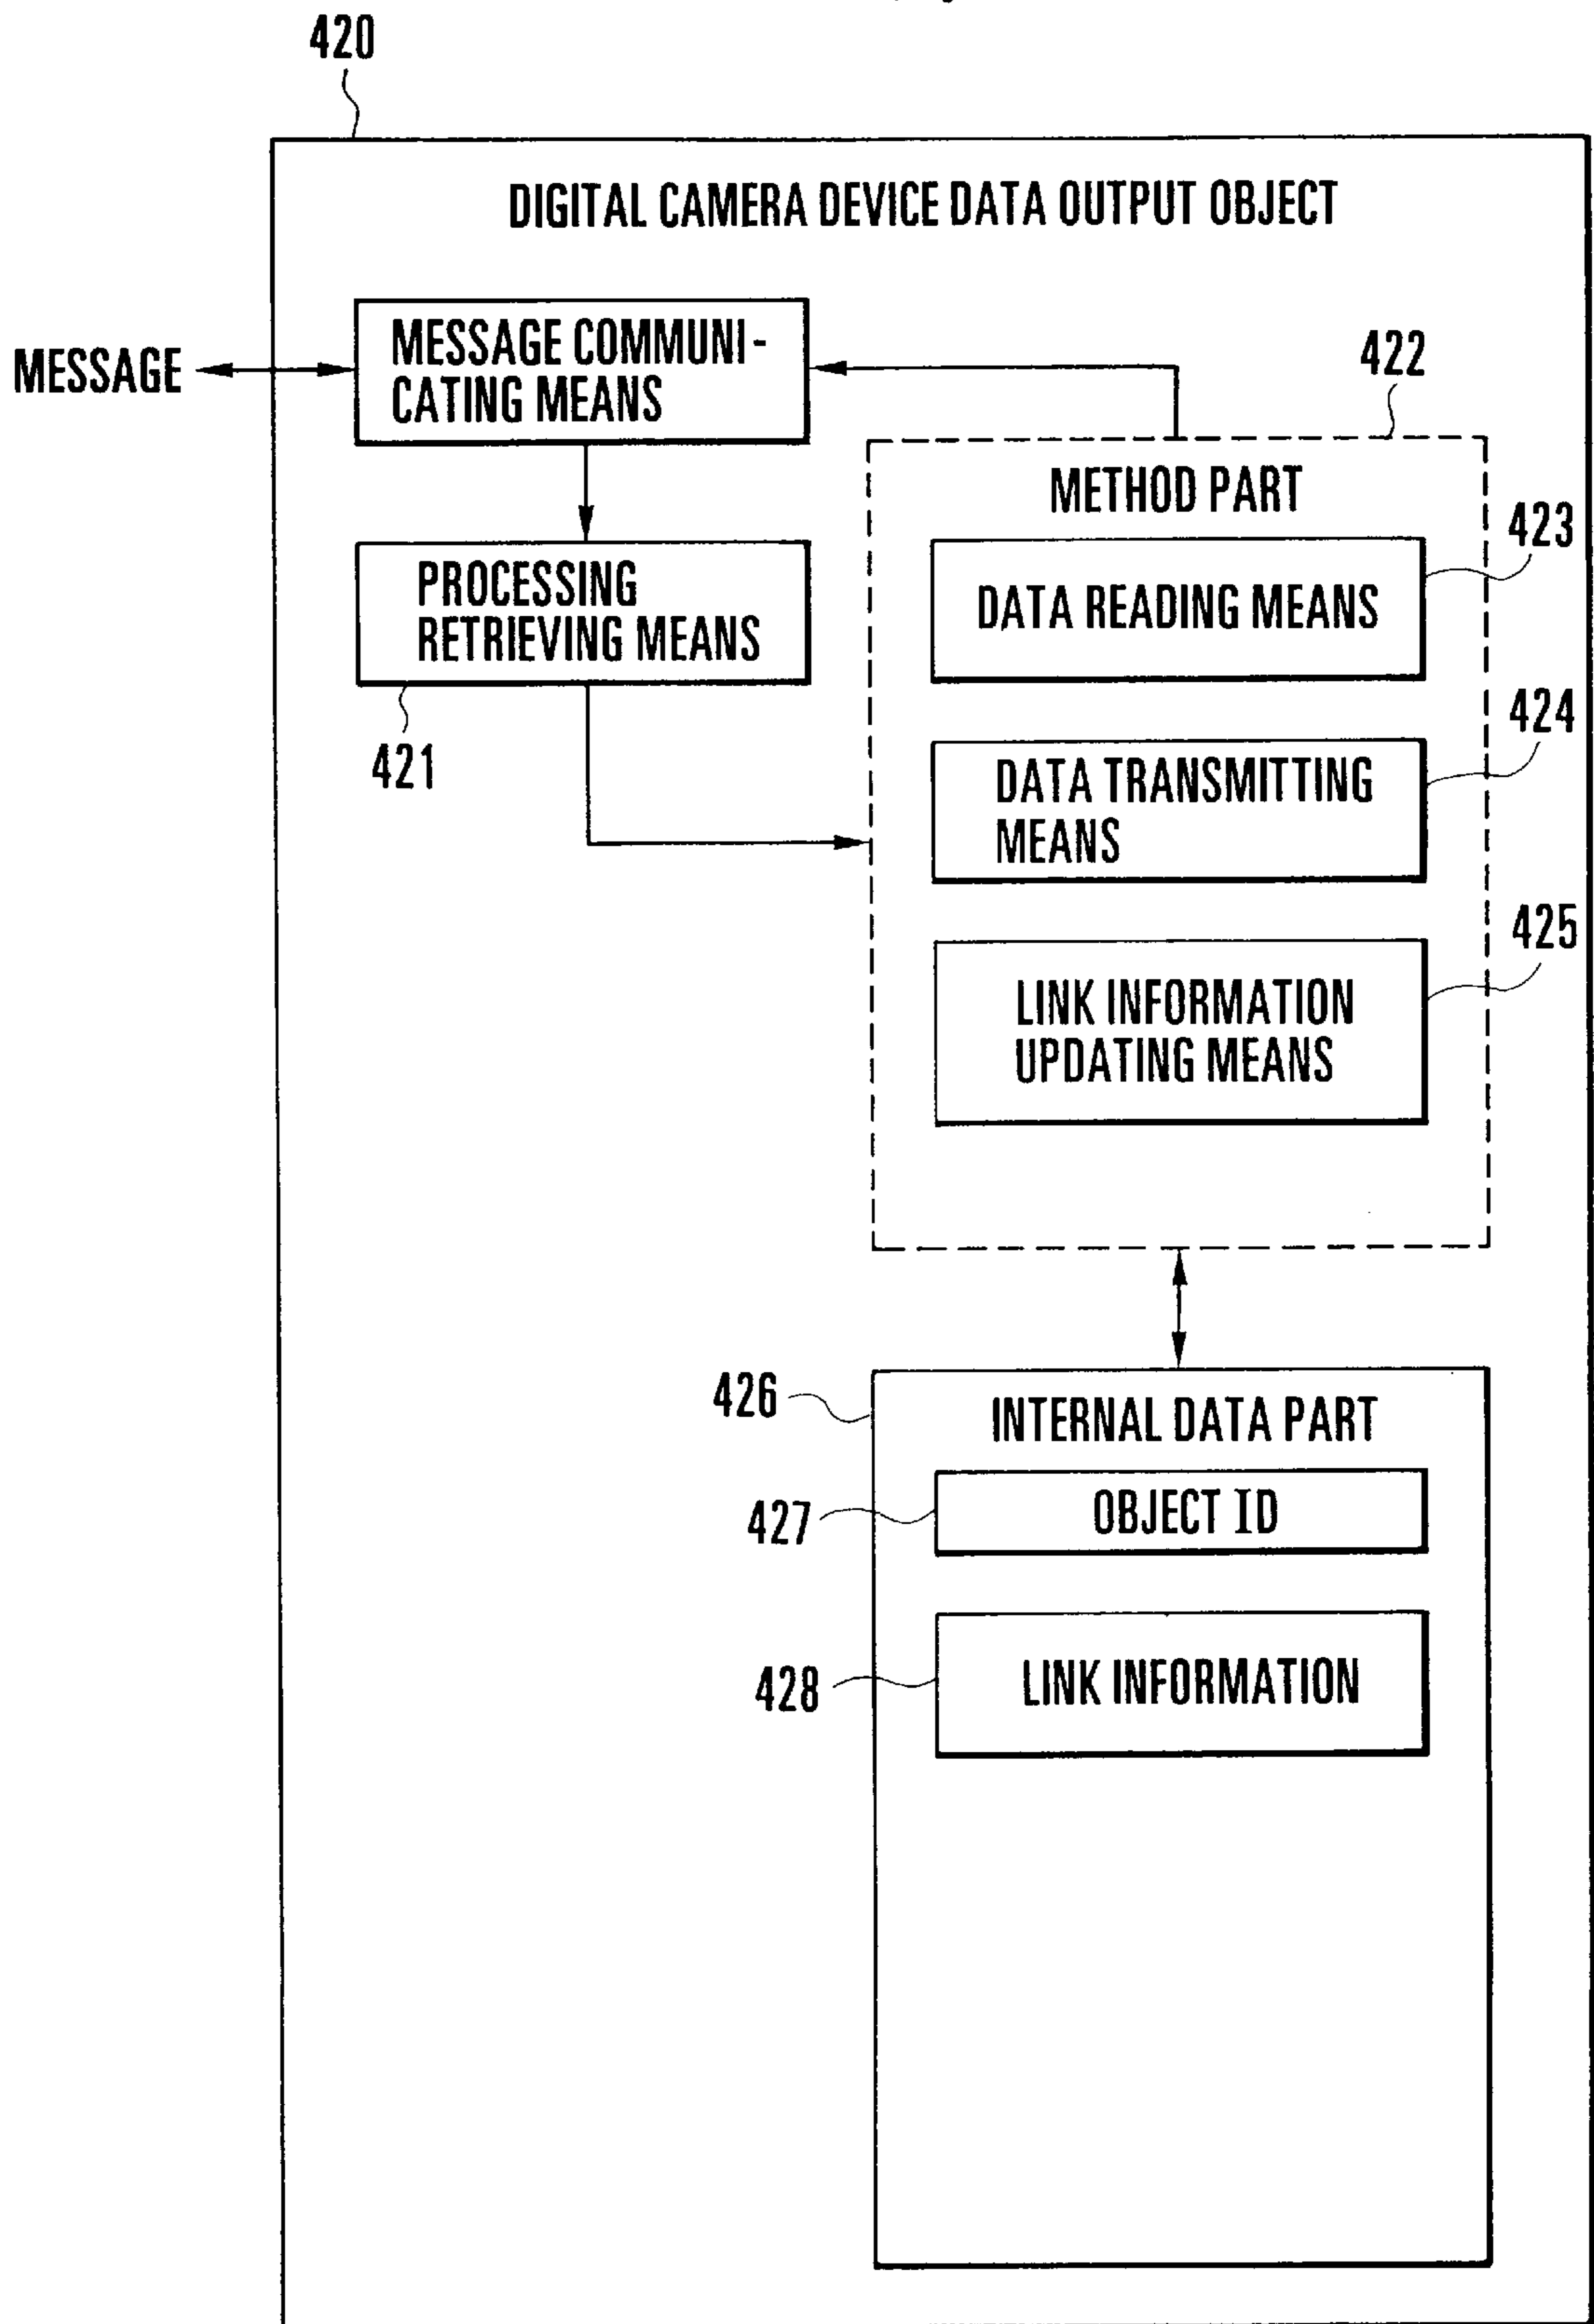 420
DIGITAL CAMERA DEVICE DATA OUTPUT OBJECT
MESSAGE
MESSAGE COMMUNI-
CATING MEANS
422
METHOD PART
PROCESSING
RETRIEVING MEANS
421
423
DATA READING MEANS
424
DATA TRANSMITTING
MEANS
425
LINK INFORMATION
UPDATING MEANS
426
INTERNAL DATA PART
427
OBJECT ID
428
LINK INFORMATION